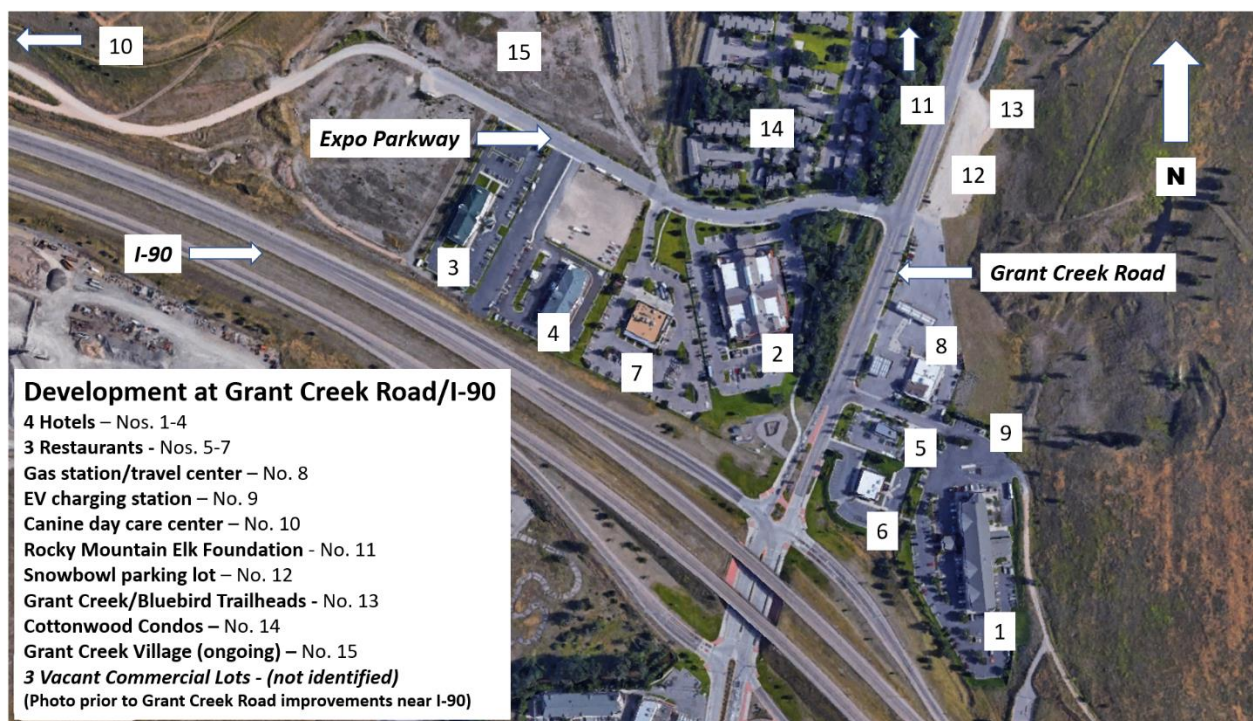 10
15
11
13
14
12
Expo Parkway
N
I-90
3
Grant Creek Road
4
7
2
8
5
9
6
1
Development at Grant Creek Road/I-90
4 Hotels – Nos. 1-4
3 Restaurants - Nos. 5-7
Gas station/travel center – No. 8
EV charging station – No. 9
Canine day care center – No. 10
Rocky Mountain Elk Foundation - No. 11
Snowbowl parking lot – No. 12
Grant Creek/Bluebird Trailheads - No. 13
Cottonwood Condos – No. 14
Grant Creek Village (ongoing) – No. 15
3 Vacant Commercial Lots - (not identified)
(Photo prior to Grant Creek Road improvements near I-90)